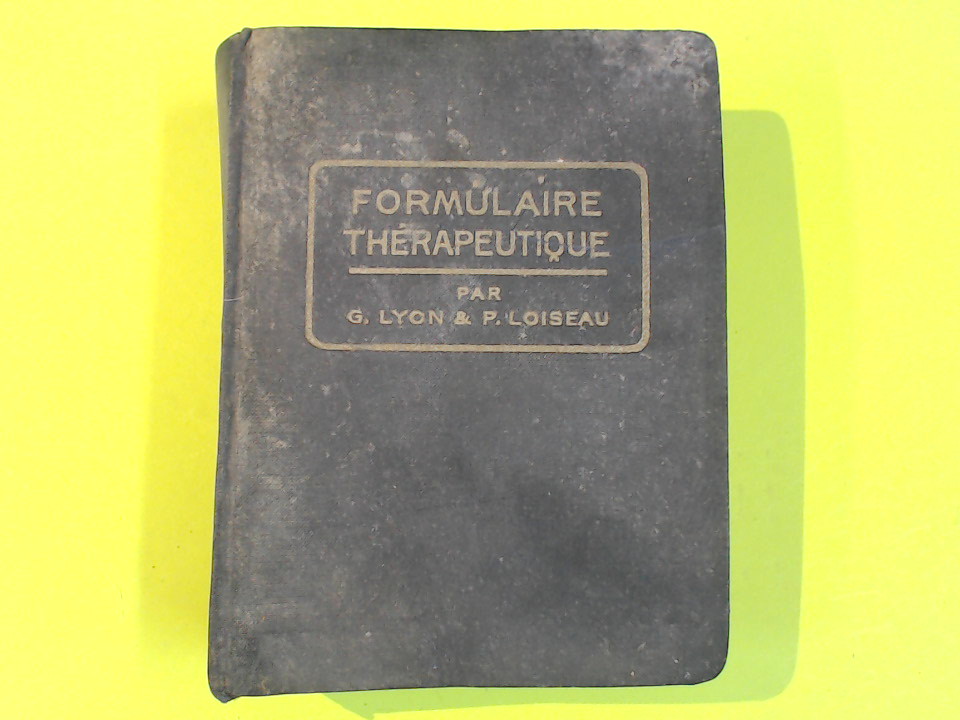 FORMULAIRE
THÉRAPEUTIQUE
PAR
G. LYON & P. LOISEAU